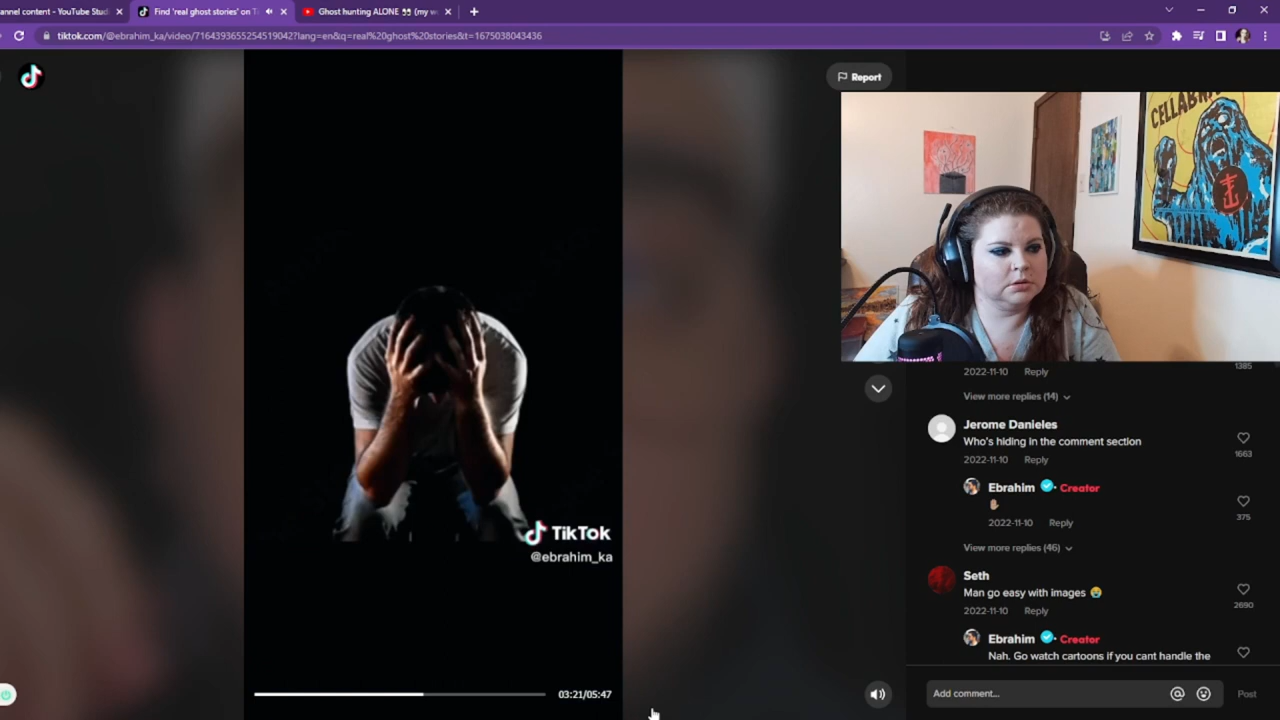 annel content - YouTube Stud
Find 'real ghost stories' on T
Ghost hunting ALONE 👀 (my w
tiktok.com/@ebrahim_ka/video/7164393655254519042?lang=en&q=real%20ghost%20stories&t=1675038043436
Report
CELLABRA
TikTok
@ebrahim_ka
03:21/05:47
1385
2022-11-10 Reply
View more replies (14)
Jerome Danieles
Who's hiding in the comment section
1663
2022-11-10 Reply
Ebrahim · Creator
✋🏽
375
2022-11-10 Reply
View more replies (46)
Seth
Man go easy with images 😭
2690
2022-11-10 Reply
Ebrahim · Creator
Nah. Go watch cartoons if you cant handle the
Add comment...
Post